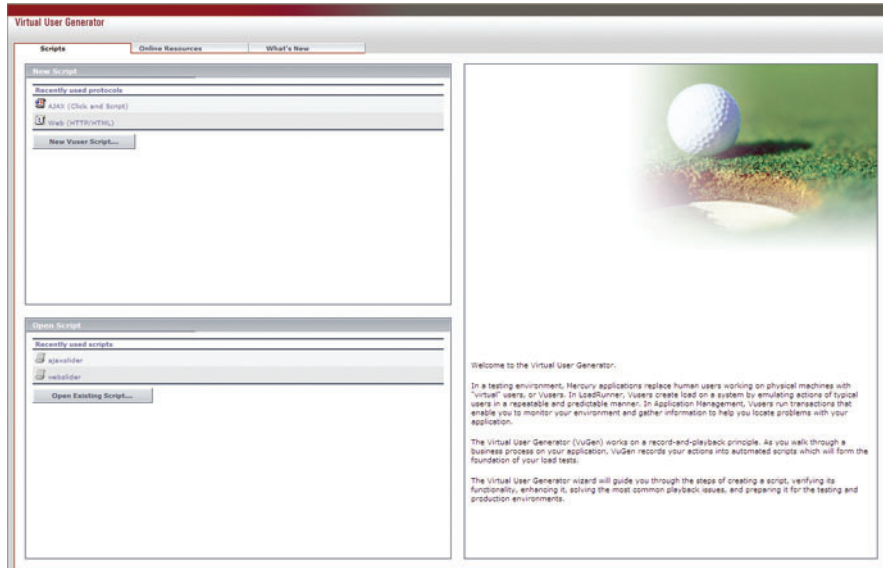 Virtual User Generator
Scripts
Online Resources
What's New
New Script
Recently used protocols
AJAX (Click and Script)
Web (HTTP/HTML)
New Vuser Script...
Open Script
Recently used scripts
ajaxslider
webslider
Open Existing Script...
Welcome to the Virtual User Generator.
In a testing environment, Mercury applications replace human users working on physical machines with
"virtual" users, or Vusers. In LoadRunner, Vusers create load on a system by emulating actions of typical
users in a repeatable and predictable manner. In Application Management, Vusers run transactions that
enable you to monitor your environment and gather information to help you locate problems with your
application.
The Virtual User Generator (VuGen) works on a record-and-playback principle. As you walk through a
business process on your application, VuGen records your actions into automated scripts which will form the
foundation of your load tests.
The Virtual User Generator wizard will guide you through the steps of creating a script, verifying its
functionality, enhancing it, solving the most common playback issues, and preparing it for the testing and
production environments.